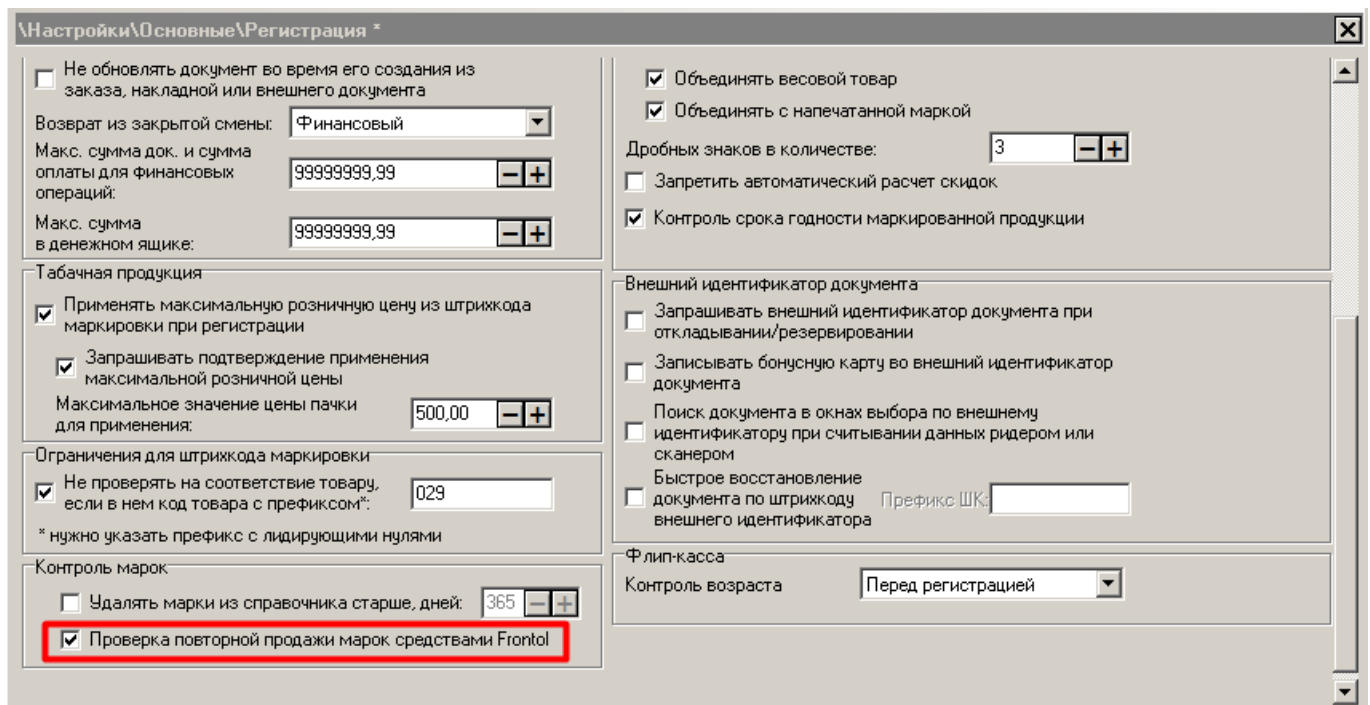 \Настройки\Основные\Регистрация *
Не обновлять документ во время его создания из
заказа, накладной или внешнего документа
Возврат из закрытой смены: Финансовый
Макс. сумма док. и сумма
оплаты для финансовых
операций:
99999999,99
Макс. сумма
в денежном ящике:
99999999,99
Табачная продукция
Применять максимальную розничную цену из штрихкода
маркировки при регистрации
Запрашивать подтверждение применения
максимальной розничной цены
Максимальное значение цены пачки
для применения:
500,00
Ограничения для штрихкода маркировки
Не проверять на соответствие товару,
если в нем код товара с префиксом*:
029
* нужно указать префикс с лидирующими нулями
Контроль марок
Удалять марки из справочника старше, дней: 365
Проверка повторной продажи марок средствами Frontol
Объединять весовой товар
Объединять с напечатанной маркой
Дробных знаков в количестве: 3
Запретить автоматический расчет скидок
Контроль срока годности маркированной продукции
Внешний идентификатор документа
Запрашивать внешний идентификатор документа при
откладывании/резервировании
Записывать бонусную карту во внешний идентификатор
документа
Поиск документа в окнах выбора по внешнему
идентификатору при считывании данных ридером или
сканером
Быстрое восстановление
документа по штрихкоду
внешнего идентификатора
Префикс ШК:
Флип-касса
Контроль возраста Перед регистрацией